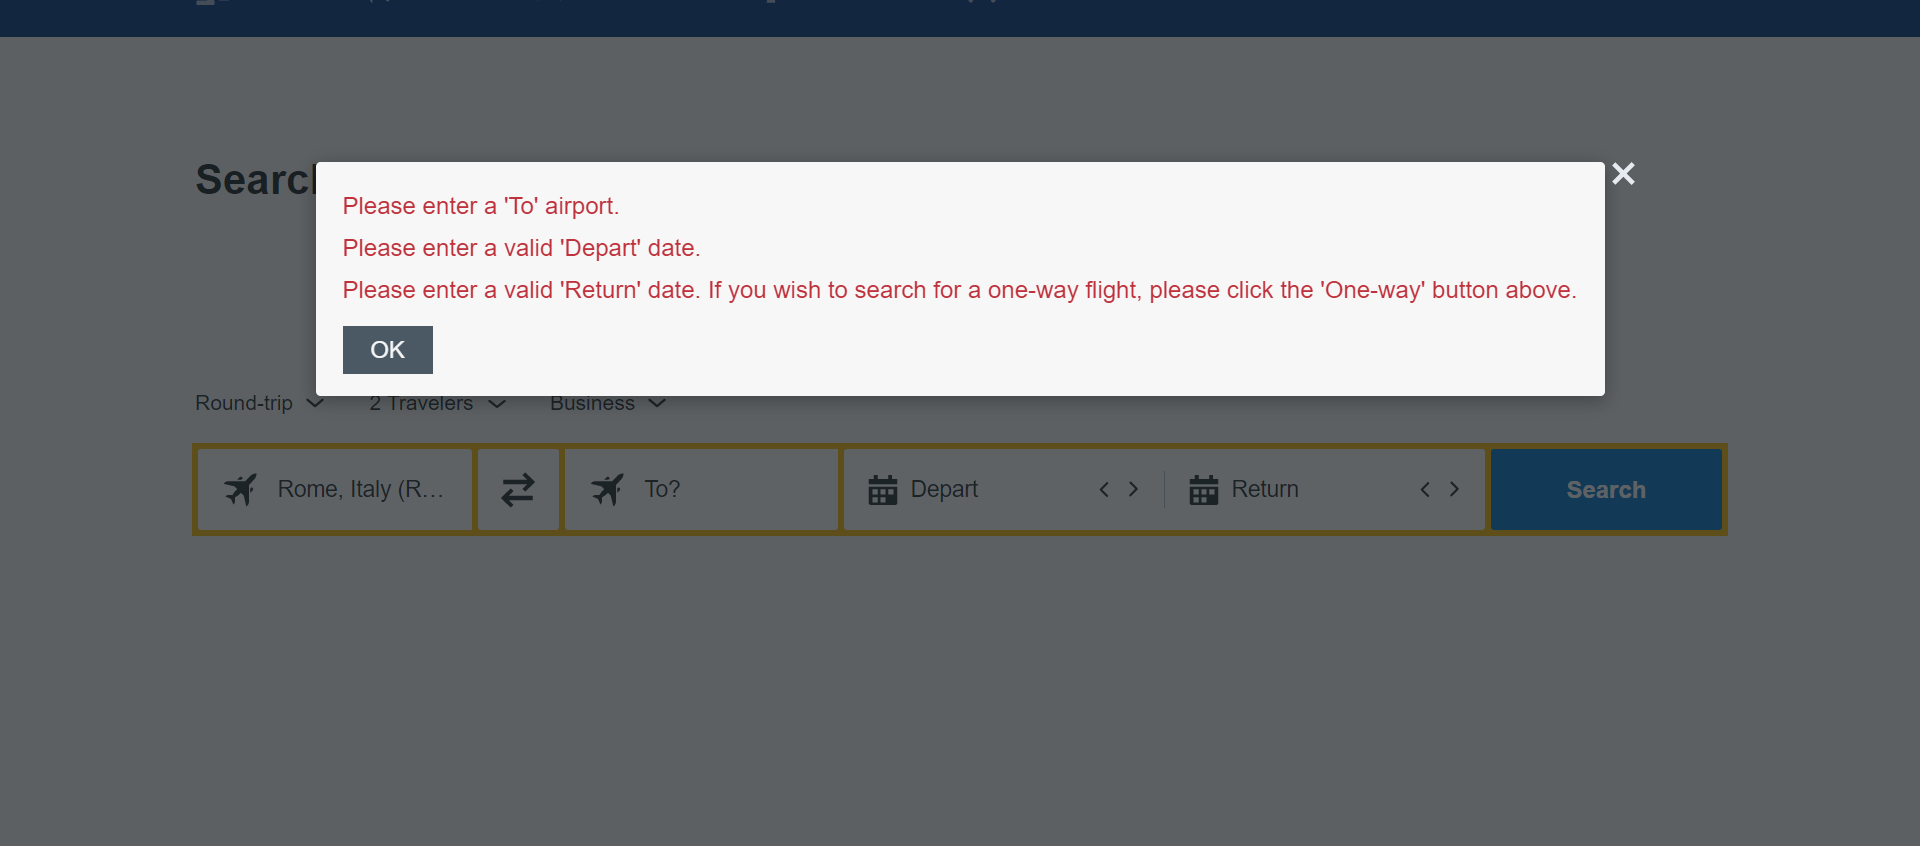 Search
Please enter a 'To' airport.
Please enter a valid 'Depart' date.
Please enter a valid 'Return' date. If you wish to search for a one-way flight, please click the 'One-way' button above.
OK
Round-trip 2 Travelers Business
Rome, Italy (R... To? Depart Return Search